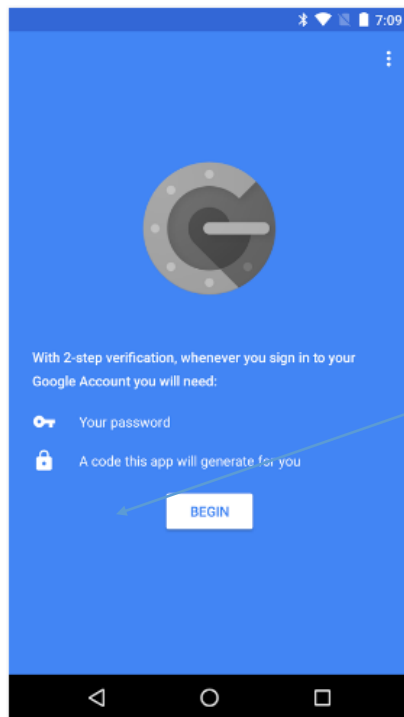 7:09
With 2-step verification, whenever you sign in to your
Google Account you will need:
Your password
A code this app will generate for you
BEGIN